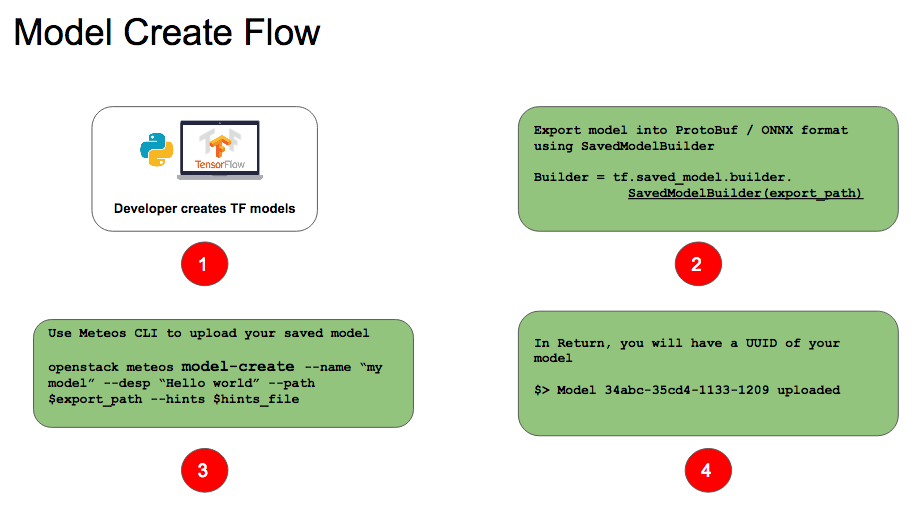 Model Create Flow
TensorFlow
Developer creates TF models
1
Export model into ProtoBuf / ONNX format
using SavedModelBuilder
Builder = tf.saved_model.builder.
SavedModelBuilder(export_path)
2
Use Meteos CLI to upload your saved model
openstack meteos model-create --name “my
model” --desp “Hello world” --path
$export_path --hints $hints_file
3
In Return, you will have a UUID of your
model
$> Model 34abc-35cd4-1133-1209 uploaded
4